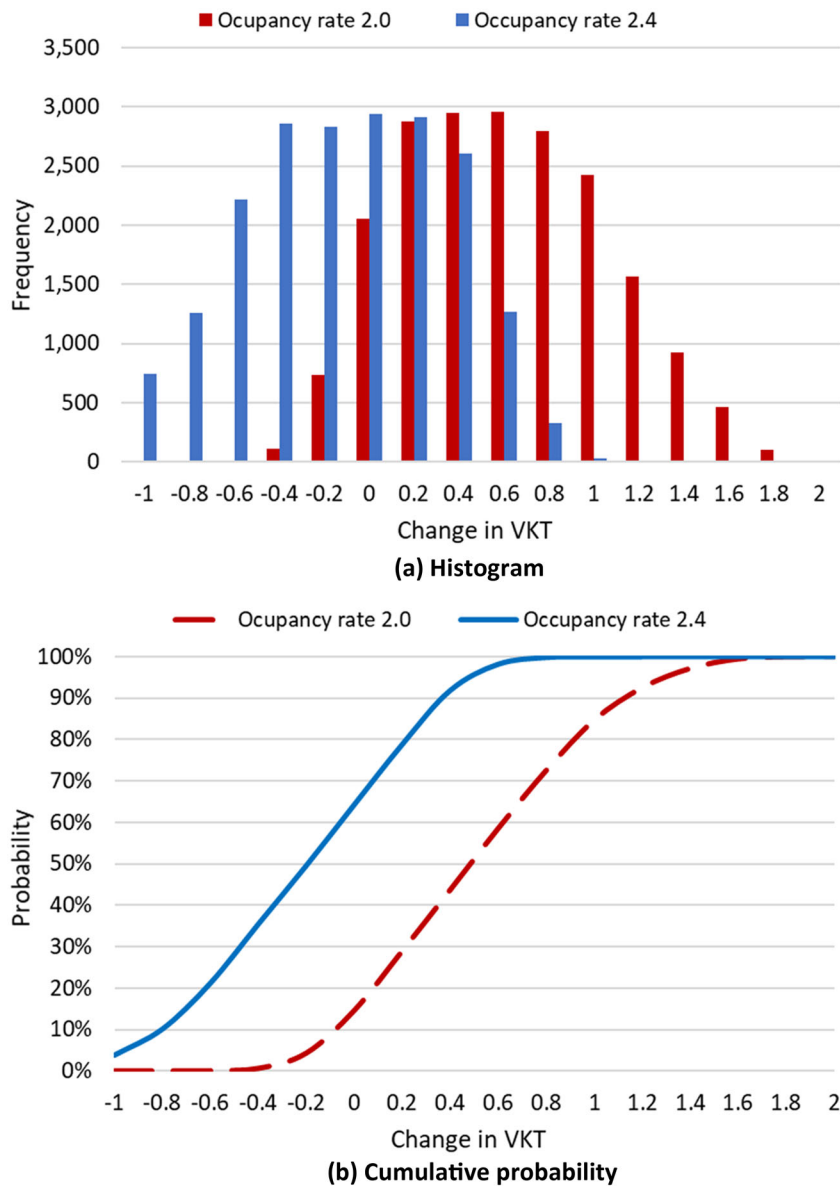 Ocupancy rate 2.0 Occupancy rate 2.4
3,500
3,000
2,500
2,000
1,500
1,000
500
0
Frequency
-1 -0.8 -0.6 -0.4 -0.2 0 0.2 0.4 0.6 0.8 1 1.2 1.4 1.6 1.8 2
Change in VKT
(a) Histogram
Ocupancy rate 2.0 Occupancy rate 2.4
100%
90%
80%
70%
60%
50%
40%
30%
20%
10%
0%
Probability
-1 -0.8 -0.6 -0.4 -0.2 0 0.2 0.4 0.6 0.8 1 1.2 1.4 1.6 1.8 2
Change in VKT
(b) Cumulative probability